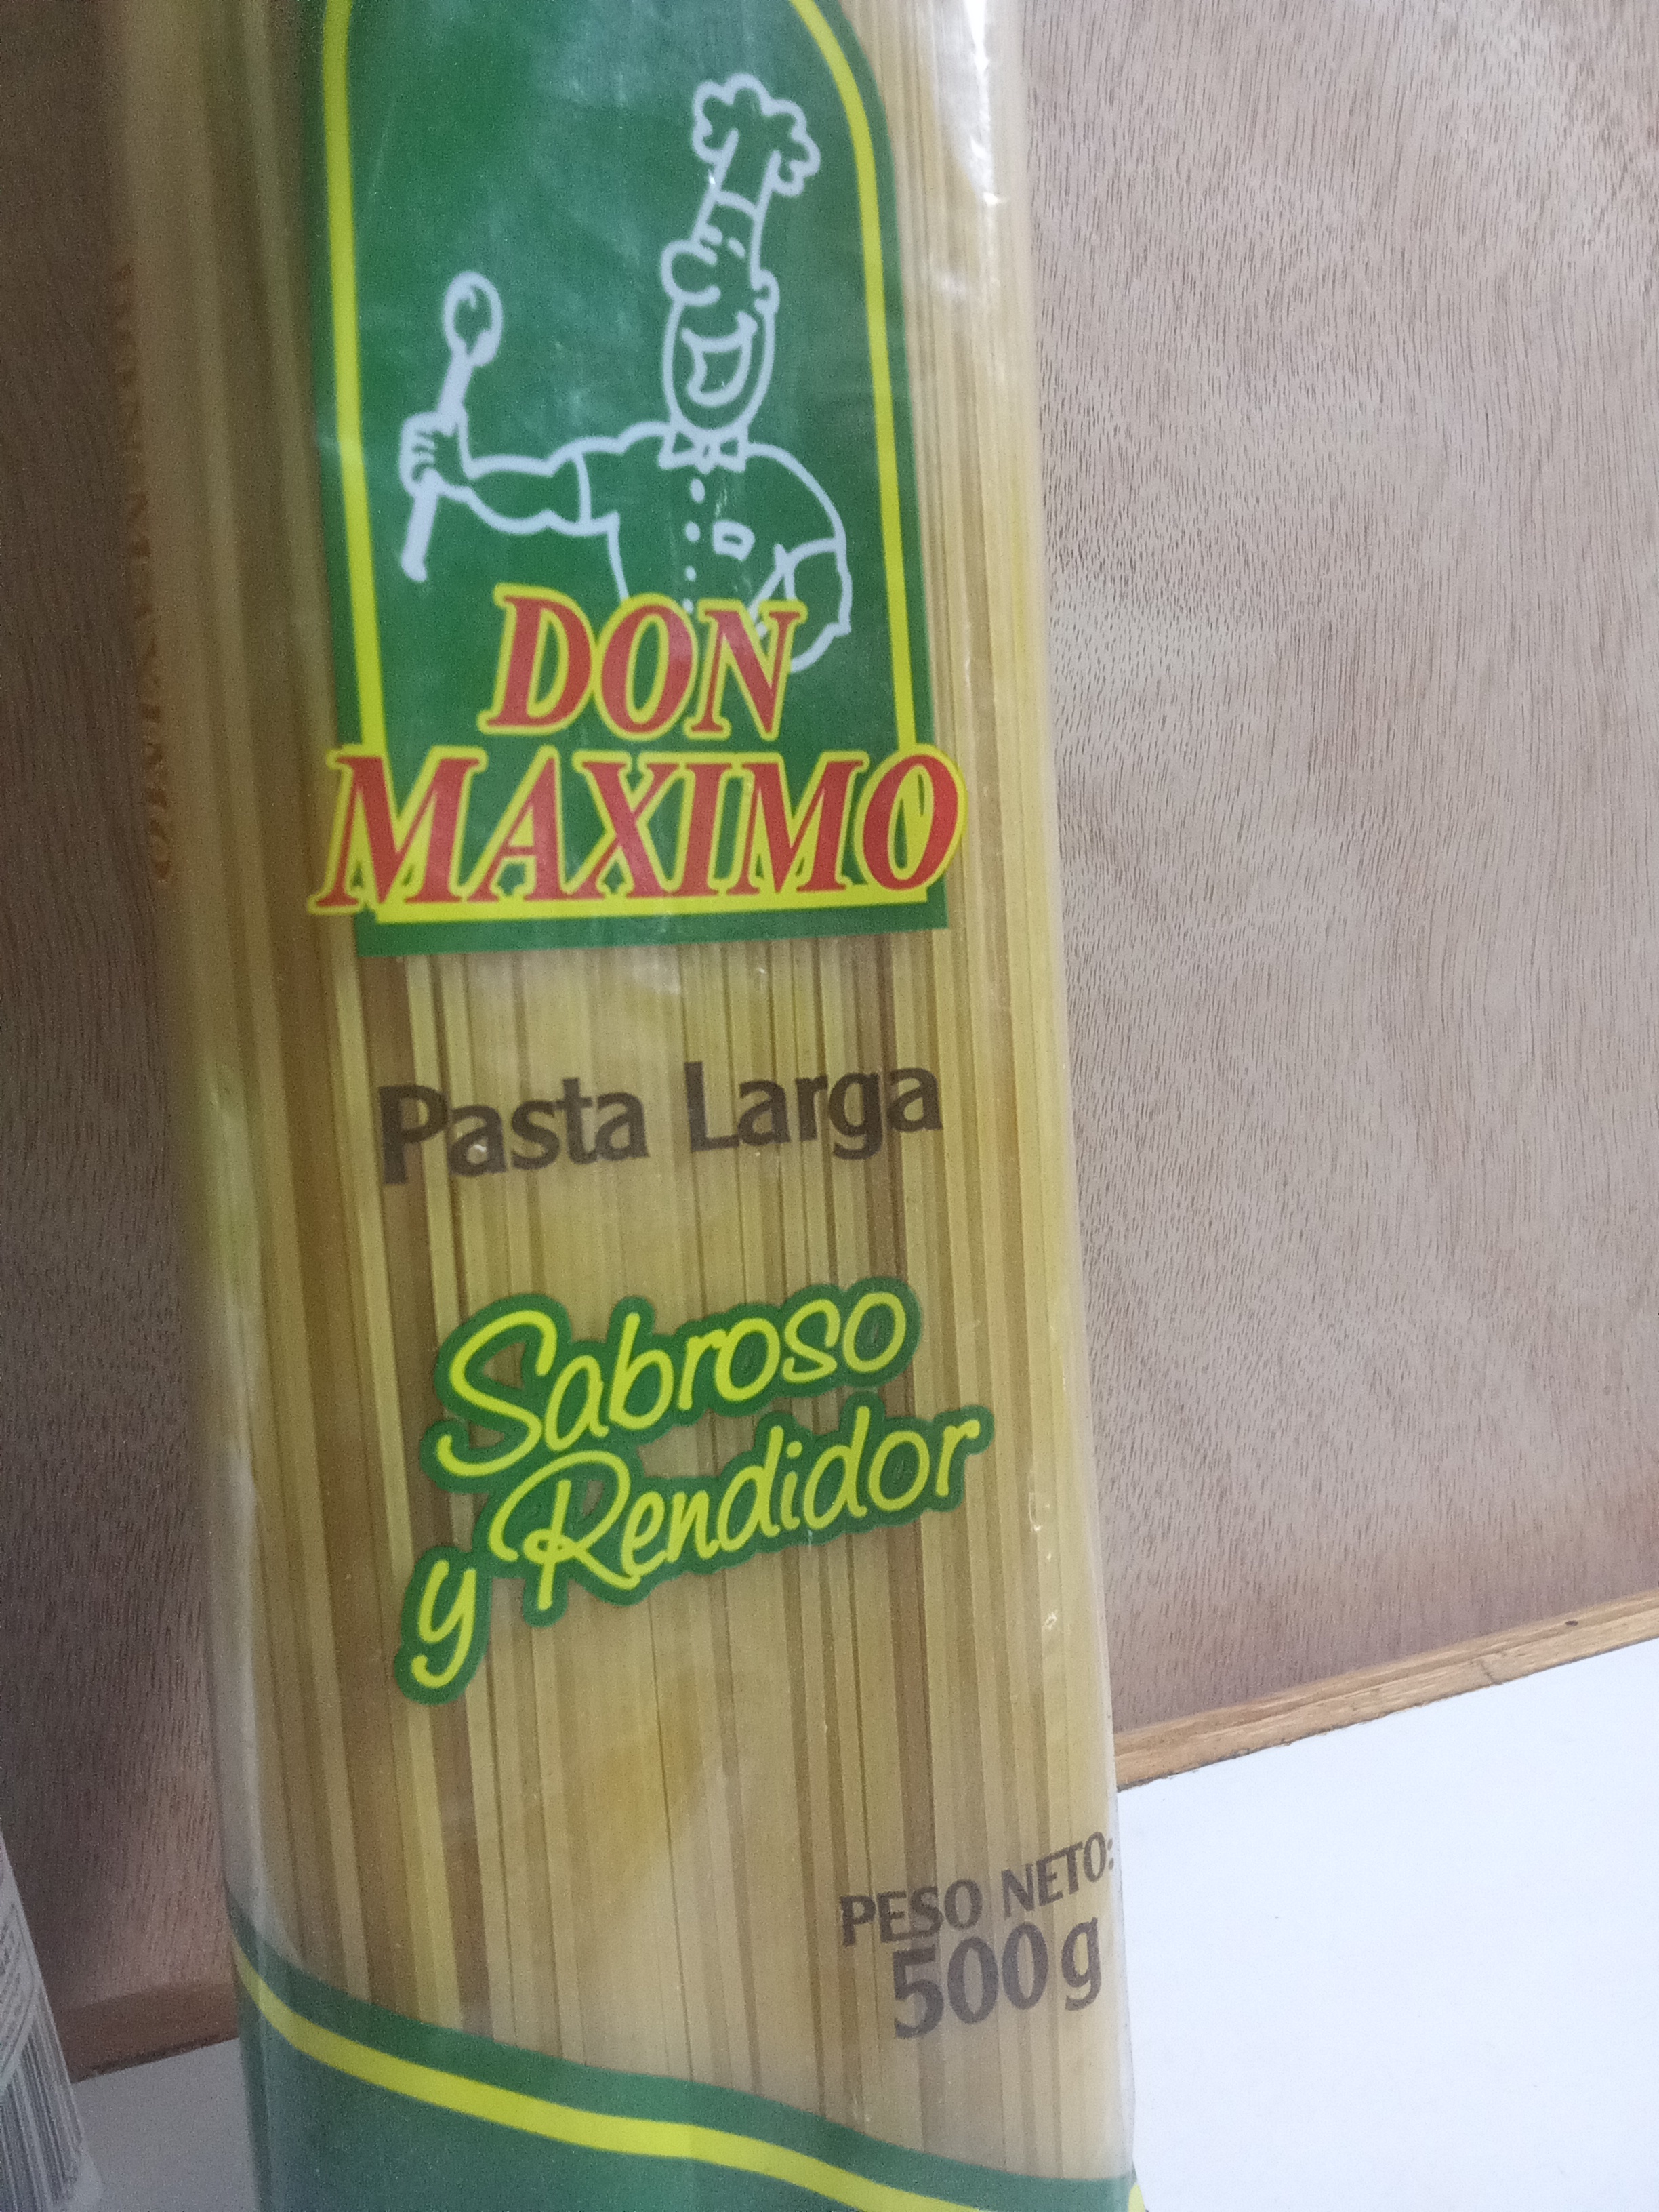 DON
MAXIMO
Pasta Larga
Sabroso
y Rendidor
PESO NETO:
500g